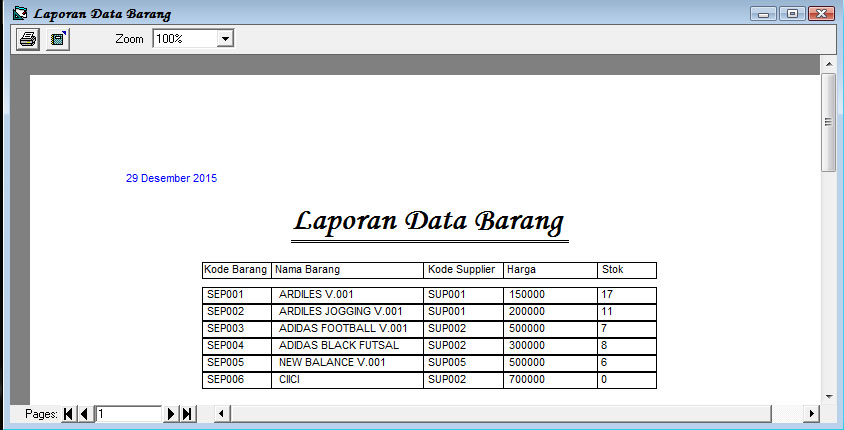 Laporan Data Barang
Zoom 100%
29 Desember 2015
Laporan Data Barang
Kode Barang Nama Barang Kode Supplier Harga Stok
SEP001 ARDILES V.001 SUP001 150000 17
SEP002 ARDILES JOGGING V.001 SUP001 200000 11
SEP003 ADIDAS FOOTBALL V.001 SUP002 500000 7
SEP004 ADIDAS BLACK FUTSAL SUP002 300000 8
SEP005 NEW BALANCE V.001 SUP005 500000 6
SEP006 CIICI SUP002 700000 0
Pages: 1